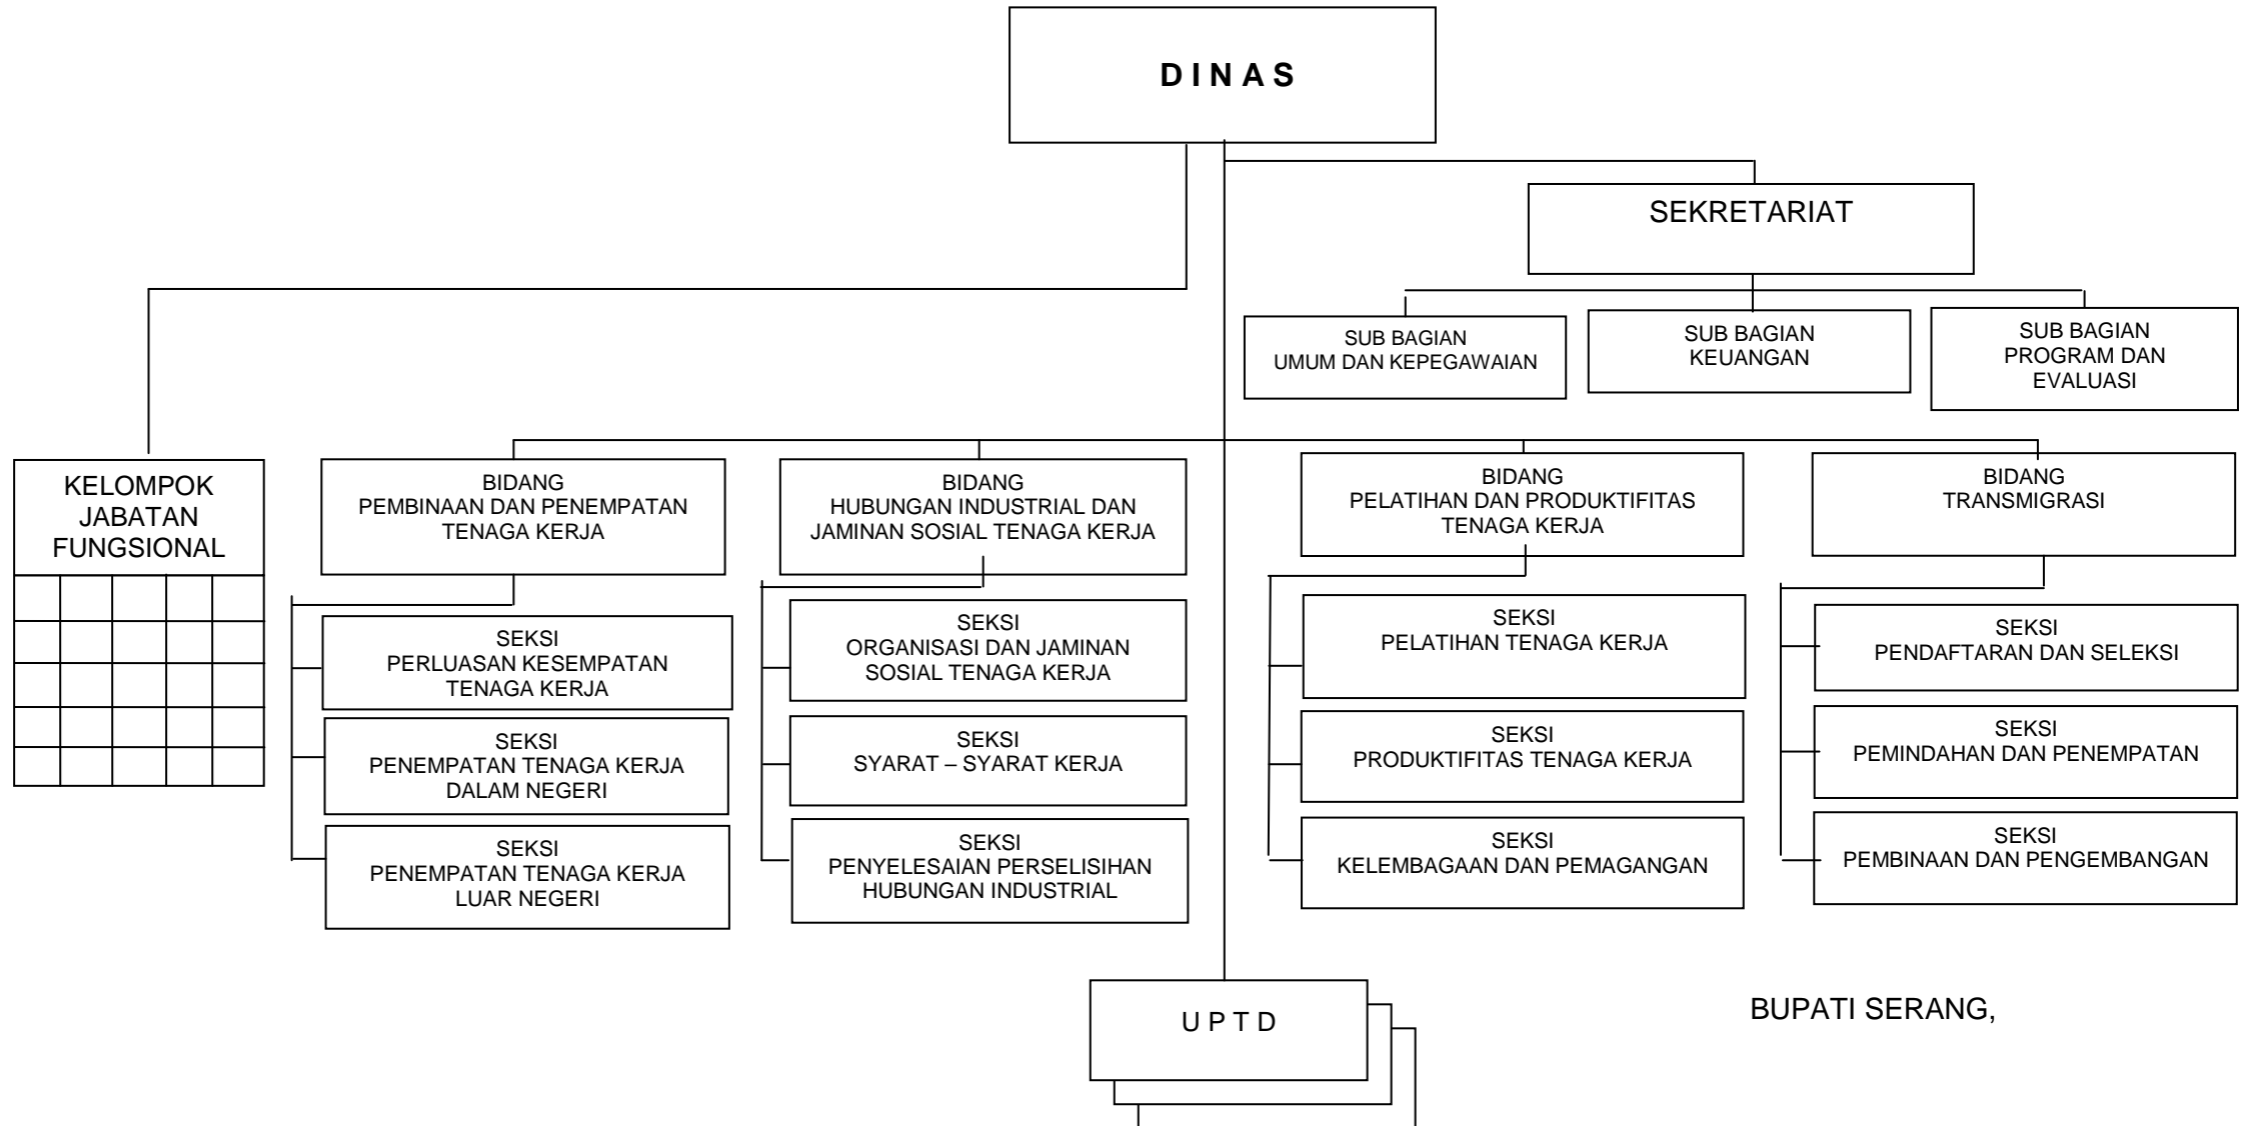 D I N A S
SEKRETARIAT
SUB BAGIAN
UMUM DAN KEPEGAWAIAN
SUB BAGIAN
KEUANGAN
SUB BAGIAN
PROGRAM DAN
EVALUASI
KELOMPOK
JABATAN
FUNGSIONAL
BIDANG
PEMBINAAN DAN PENEMPATAN
TENAGA KERJA
SEKSI
PERLUASAN KESEMPATAN
TENAGA KERJA
SEKSI
PENEMPATAN TENAGA KERJA
DALAM NEGERI
SEKSI
PENEMPATAN TENAGA KERJA
LUAR NEGERI
BIDANG
HUBUNGAN INDUSTRIAL DAN
JAMINAN SOSIAL TENAGA KERJA
SEKSI
ORGANISASI DAN JAMINAN
SOSIAL TENAGA KERJA
SEKSI
SYARAT – SYARAT KERJA
SEKSI
PENYELESAIAN PERSELISIHAN
HUBUNGAN INDUSTRIAL
BIDANG
PELATIHAN DAN PRODUKTIFITAS
TENAGA KERJA
SEKSI
PELATIHAN TENAGA KERJA
SEKSI
PRODUKTIFITAS TENAGA KERJA
SEKSI
KELEMBAGAAN DAN PEMAGANGAN
BIDANG
TRANSMIGRASI
SEKSI
PENDAFTARAN DAN SELEKSI
SEKSI
PEMINDAHAN DAN PENEMPATAN
SEKSI
PEMBINAAN DAN PENGEMBANGAN
U P T D
BUPATI SERANG,